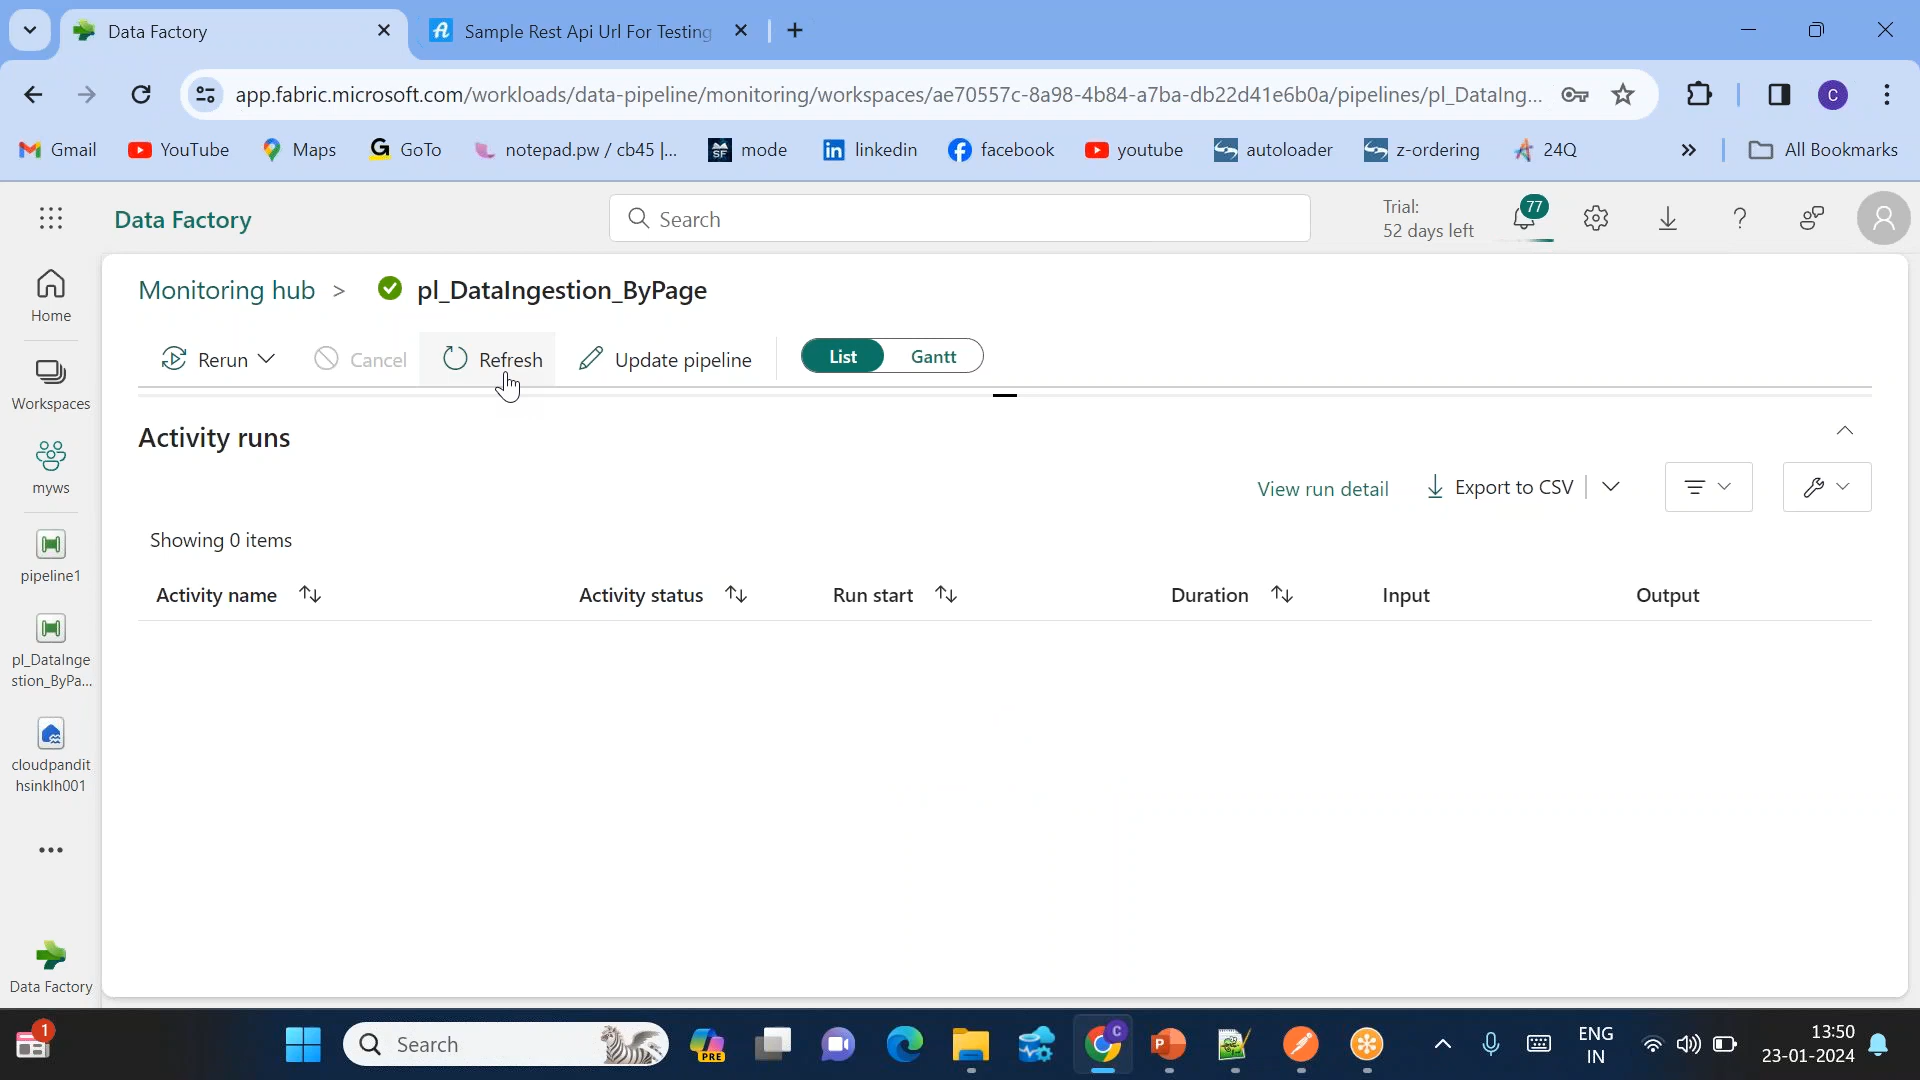 Data Factory
Sample Rest Api Url For Testing
app.fabric.microsoft.com/workloads/data-pipeline/monitoring/workspaces/ae70557c-8a98-4b84-a7ba-db22d41e6b0a/pipelines/pl_DataIng...
C
Gmail
YouTube
Maps
GoTo
notepad.pw / cb45 |...
mode
linkedin
facebook
youtube
autoloader
z-ordering
24Q
All Bookmarks
Data Factory
Search
Trial:
52 days left
77
Home
Workspaces
myws
pipeline1
pl_DataInge
stion_ByPa...
cloudpandit
hsinklh001
Data Factory
Monitoring hub > pl_DataIngestion_ByPage
Rerun
Cancel
Refresh
Update pipeline
List
Gantt
Activity runs
View run detail
Export to CSV
Showing 0 items
Activity name
Activity status
Run start
Duration
Input
Output
1
Search
PRE
C
ENG
IN
13:50
23-01-2024